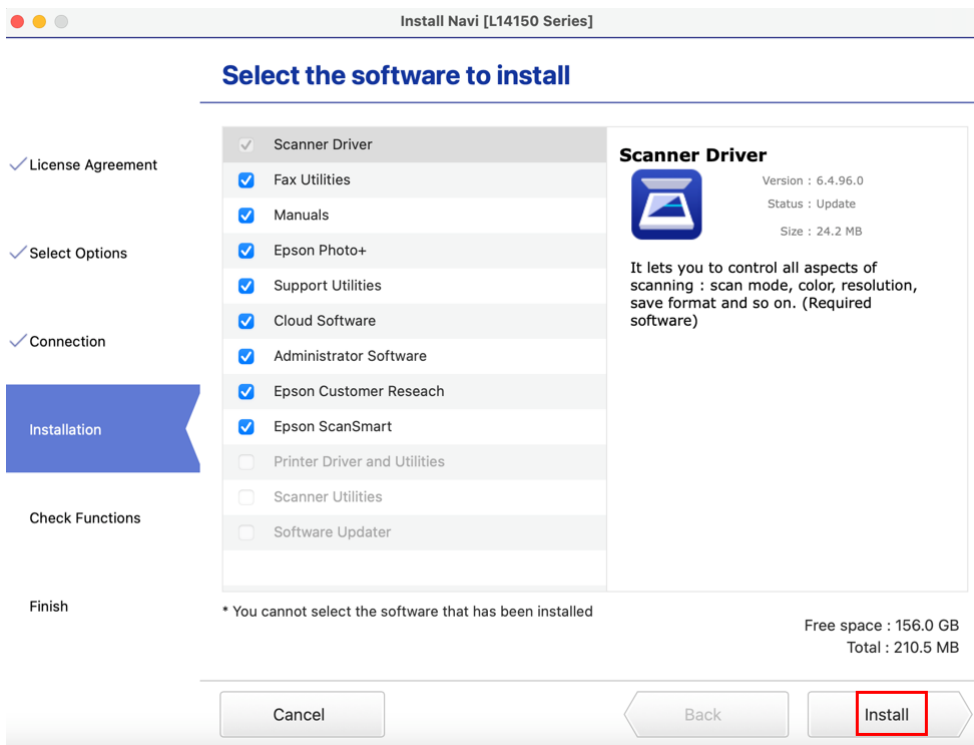 Install Navi [L14150 Series]
Select the software to install
License Agreement
Select Options
Connection
Installation
Check Functions
Finish
Scanner Driver
Fax Utilities
Manuals
Epson Photo+
Support Utilities
Cloud Software
Administrator Software
Epson Customer Reseach
Epson ScanSmart
Printer Driver and Utilities
Scanner Utilities
Software Updater
Scanner Driver
Version : 6.4.96.0
Status : Update
Size : 24.2 MB
It lets you to control all aspects of
scanning : scan mode, color, resolution,
save format and so on. (Required
software)
* You cannot select the software that has been installed
Free space : 156.0 GB
Total : 210.5 MB
Cancel
Back
Install